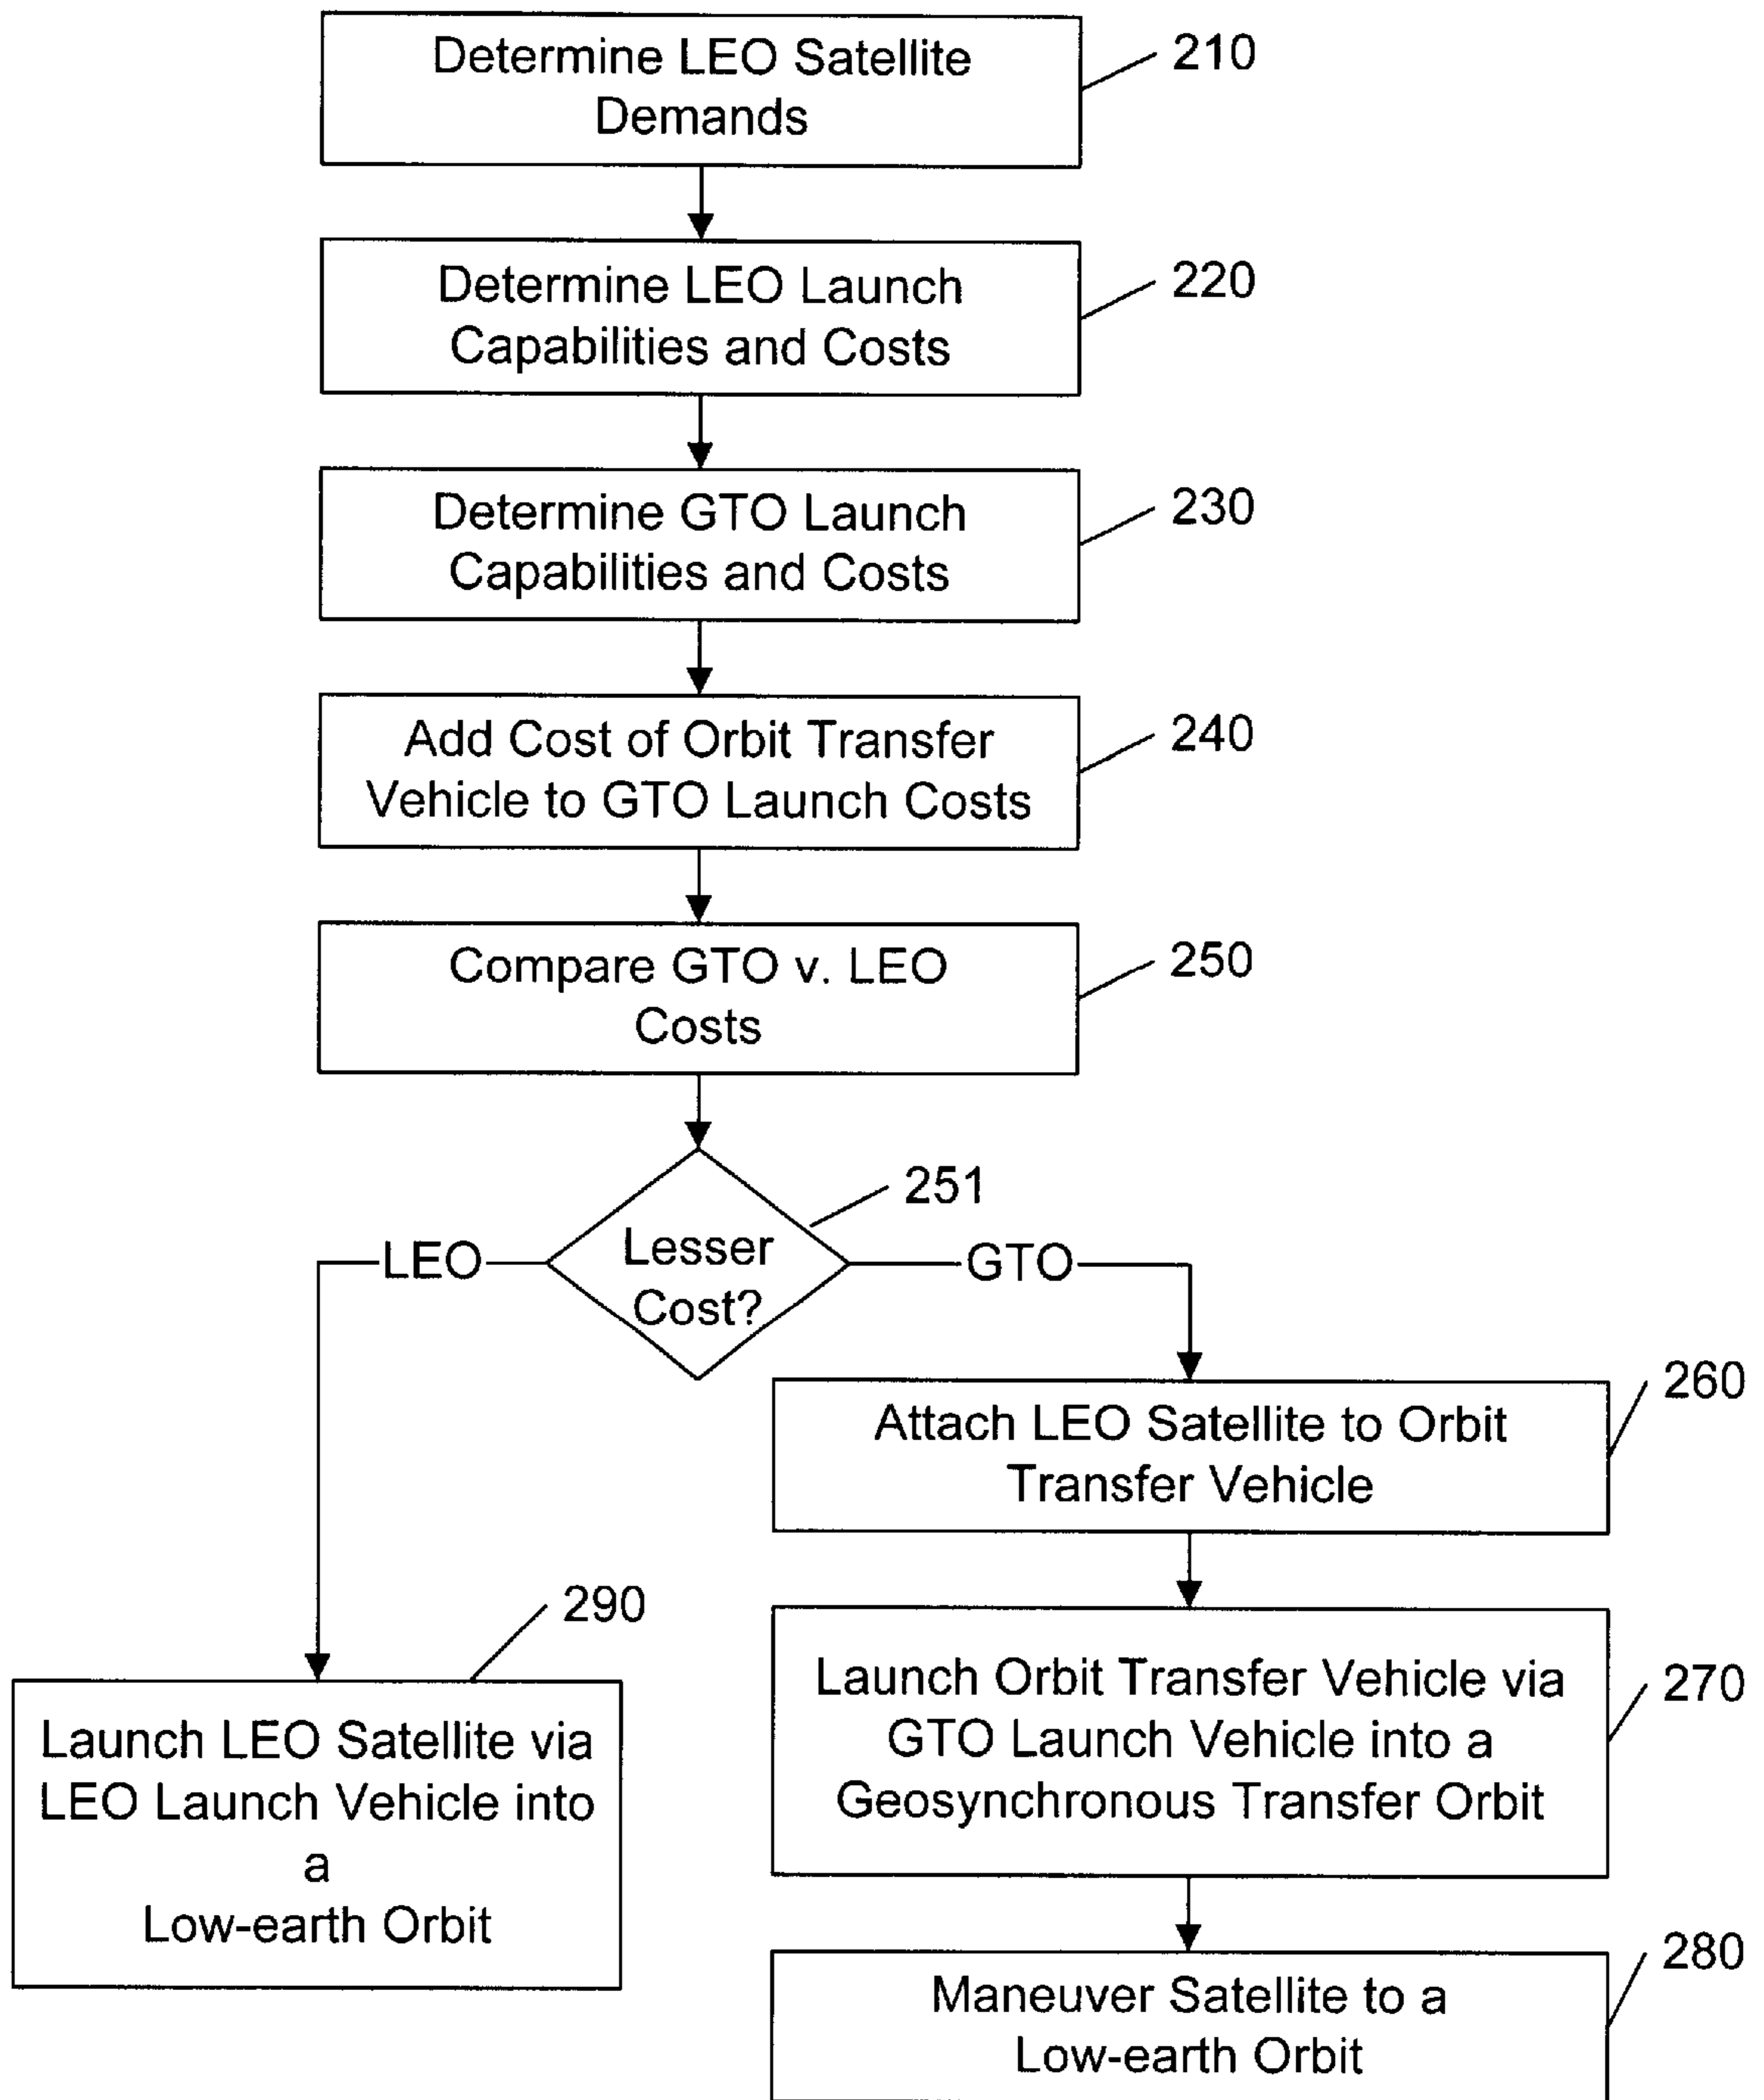 Determine LEO Satellite
Demands
210
Determine LEO Launch
Capabilities and Costs
220
Determine GTO Launch
Capabilities and Costs
230
Add Cost of Orbit Transfer
Vehicle to GTO Launch Costs
240
Compare GTO v. LEO
Costs
250
251
LEO
Lesser
Cost?
GTO
260
Attach LEO Satellite to Orbit
Transfer Vehicle
290
Launch LEO Satellite via
LEO Launch Vehicle into
a
Low-earth Orbit
270
Launch Orbit Transfer Vehicle via
GTO Launch Vehicle into a
Geosynchronous Transfer Orbit
280
Maneuver Satellite to a
Low-earth Orbit